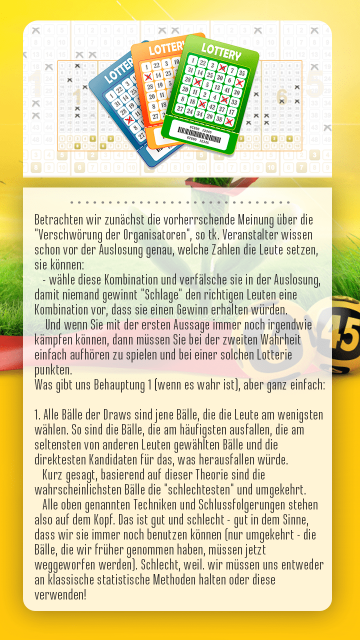 LOTTERY
LOTTERY
LOTTERY
Betrachten wir zunächst die vorherrschende Meinung über die
"Verschwörung der Organisatoren", so tk. Veranstalter wissen
schon vor der Auslosung genau, welche Zahlen die Leute setzen,
sie können:
- wähle diese Kombination und verfälsche sie in der Auslosung,
damit niemand gewinnt "Schlage" den richtigen Leuten eine
Kombination vor, dass sie einen Gewinn erhalten würden.
Und wenn Sie mit der ersten Aussage immer noch irgendwie
kämpfen können, dann müssen Sie bei der zweiten Wahrheit
einfach aufhören zu spielen und bei einer solchen Lotterie
punkten.
Was gibt uns Behauptung 1 (wenn es wahr ist), aber ganz einfach:
1. Alle Bälle der Draws sind jene Bälle, die die Leute am wenigsten
wählen. So sind die Bälle, die am häufigsten ausfallen, die am
seltensten von anderen Leuten gewählten Bälle und die
direktesten Kandidaten für das, was herausfallen würde.
Kurz gesagt, basierend auf dieser Theorie sind die
wahrscheinlichsten Bälle die "schlechtesten" und umgekehrt.
Alle oben genannten Techniken und Schlussfolgerungen stehen
also auf dem Kopf. Das ist gut und schlecht - gut in dem Sinne,
dass wir sie immer noch benutzen können (nur umgekehrt - die
Bälle, die wir früher genommen haben, müssen jetzt
weggeworfen werden). Schlecht, weil. wir müssen uns entweder
an klassische statistische Methoden halten oder diese
verwenden!
45